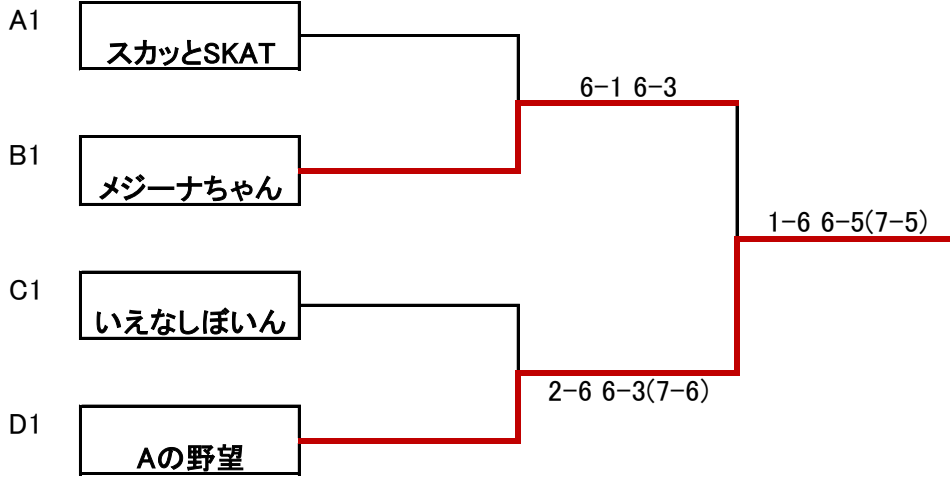 A1
スカッとSKAT
6-1 6-3
B1
メジーナちゃん
1-6 6-5(7-5)
C1
いえなしぼいん
2-6 6-3(7-6)
D1
Aの野望